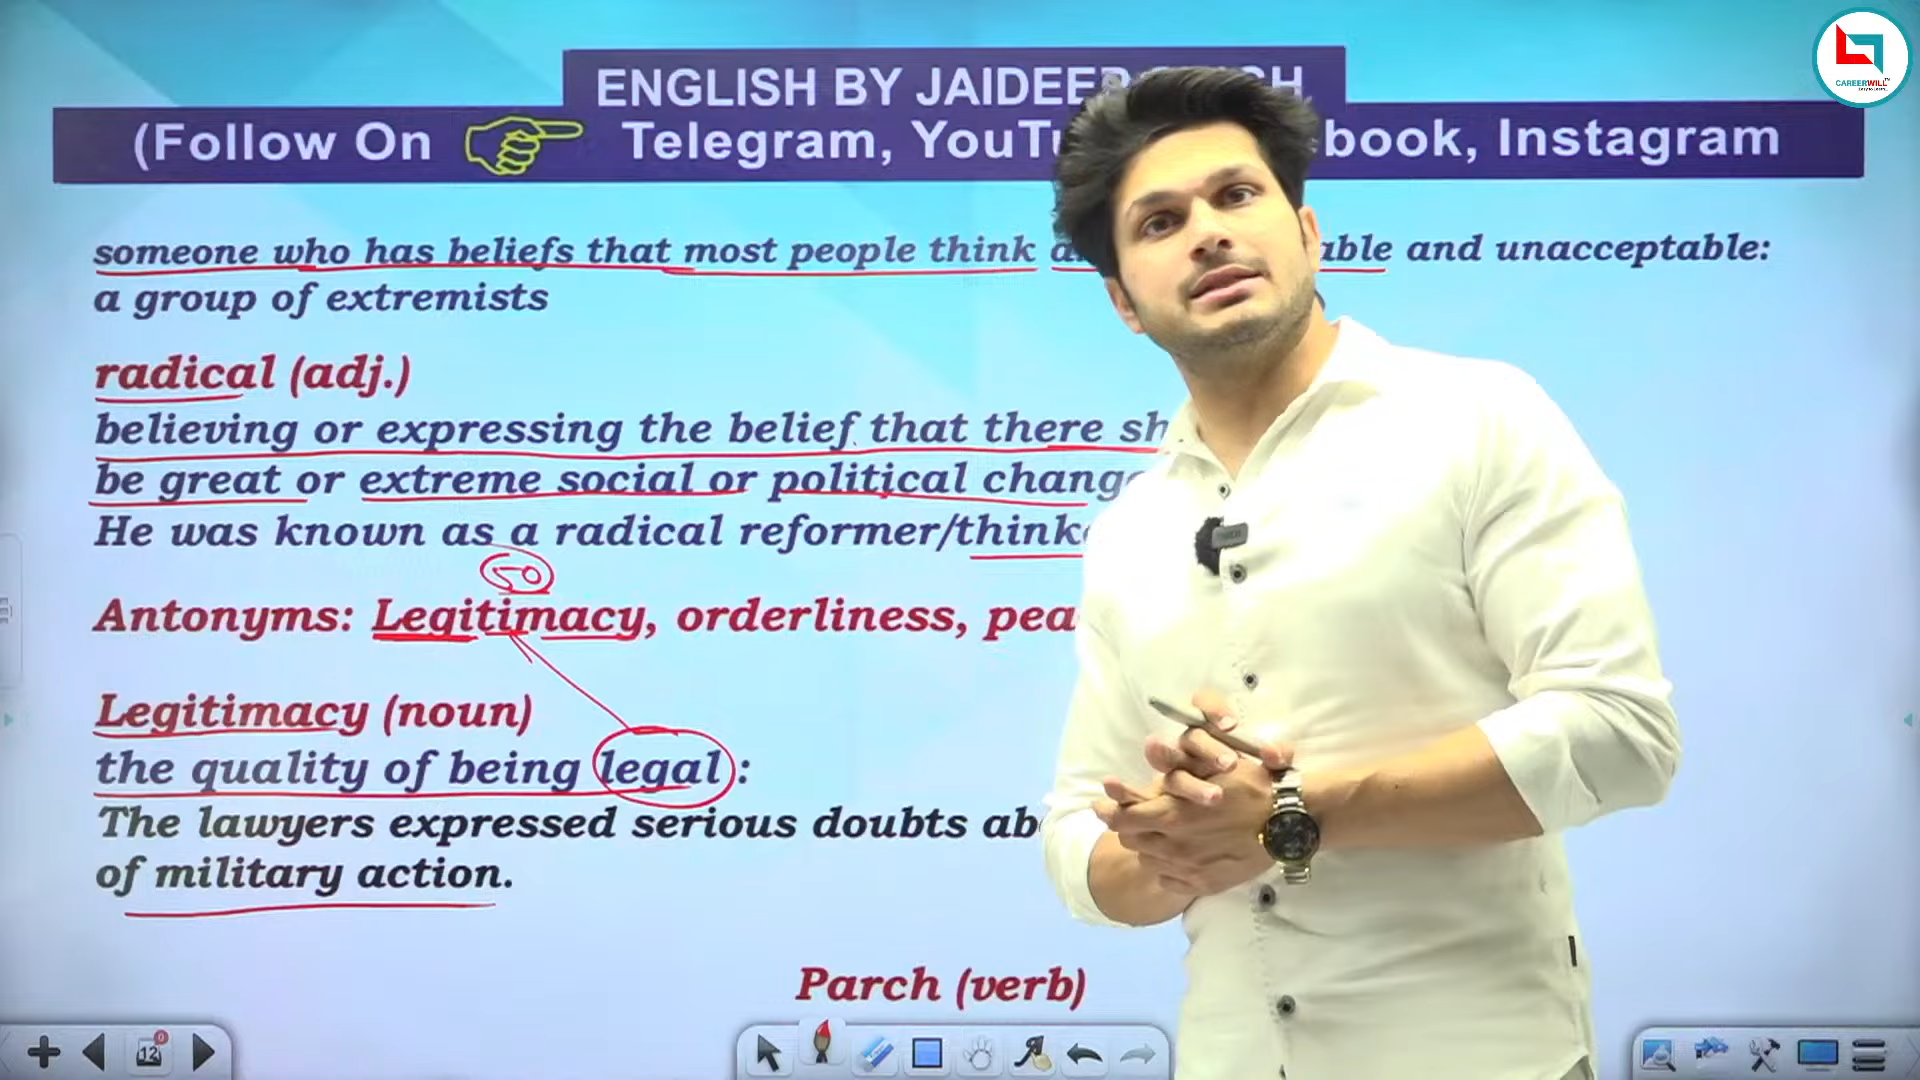 ENGLISH BY JAIDEEP
(Follow On Telegram, YouTu book, Instagram
CAREERWILL
someone who has beliefs that most people think able and unacceptable:
a group of extremists
radical (adj.)
believing or expressing the belief that there sh
be great or extreme social or political chang
He was known as a radical reformer/think
50
Antonyms: Legitimacy, orderliness, pea
Legitimacy (noun)
the quality of being legal:
The lawyers expressed serious doubts ab
of military action.
Parch (verb)
12
0